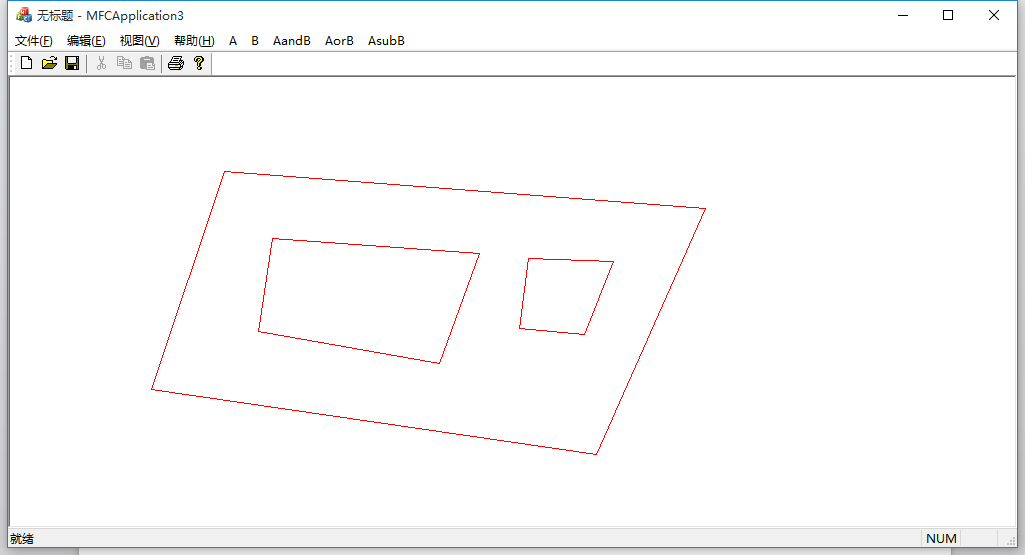 无标题 - MFCApplication3
文件(F) 编辑(E) 视图(V) 帮助(H) A B AandB AorB AsubB
就绪 NUM